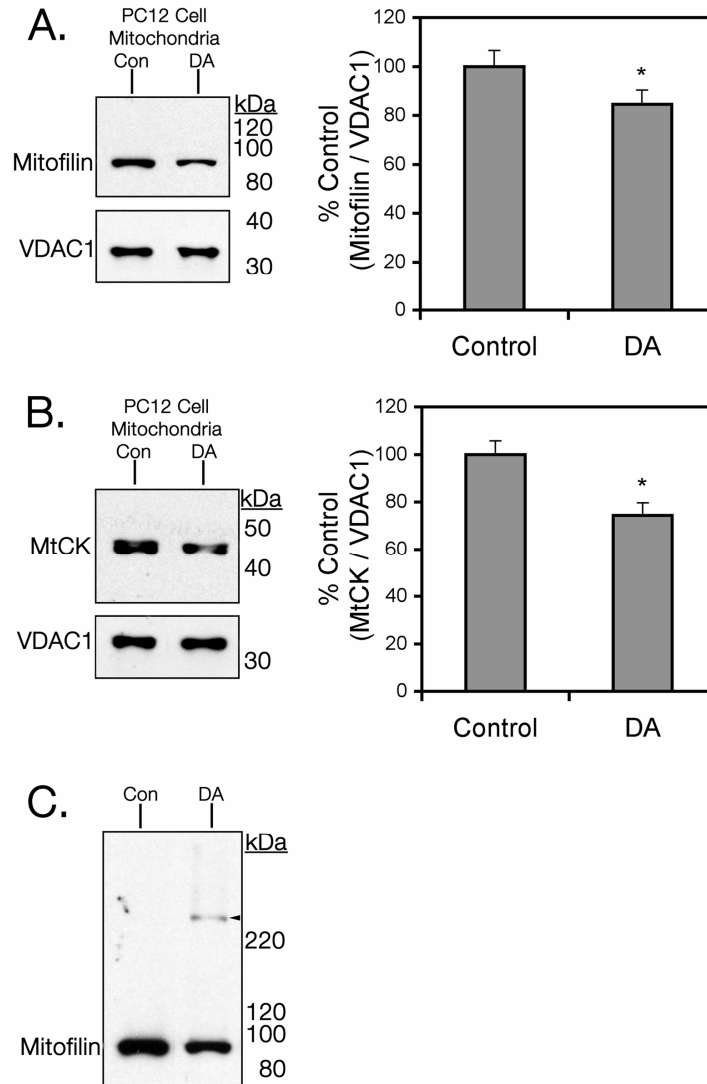 A.
PC12 Cell
Mitochondria
Con DA
kDa
120
100
Mitofilin
80
40
VDAC1
30
% Control
(Mitofilin / VDAC1)
120
100
80
60
40
20
0
*
Control DA
B.
PC12 Cell
Mitochondria
Con DA
kDa
50
MtCK
40
VDAC1
30
% Control
(MtCK / VDAC1)
120
100
80
60
40
20
0
*
Control DA
C.
Con DA
kDa
220
120
100
Mitofilin
80